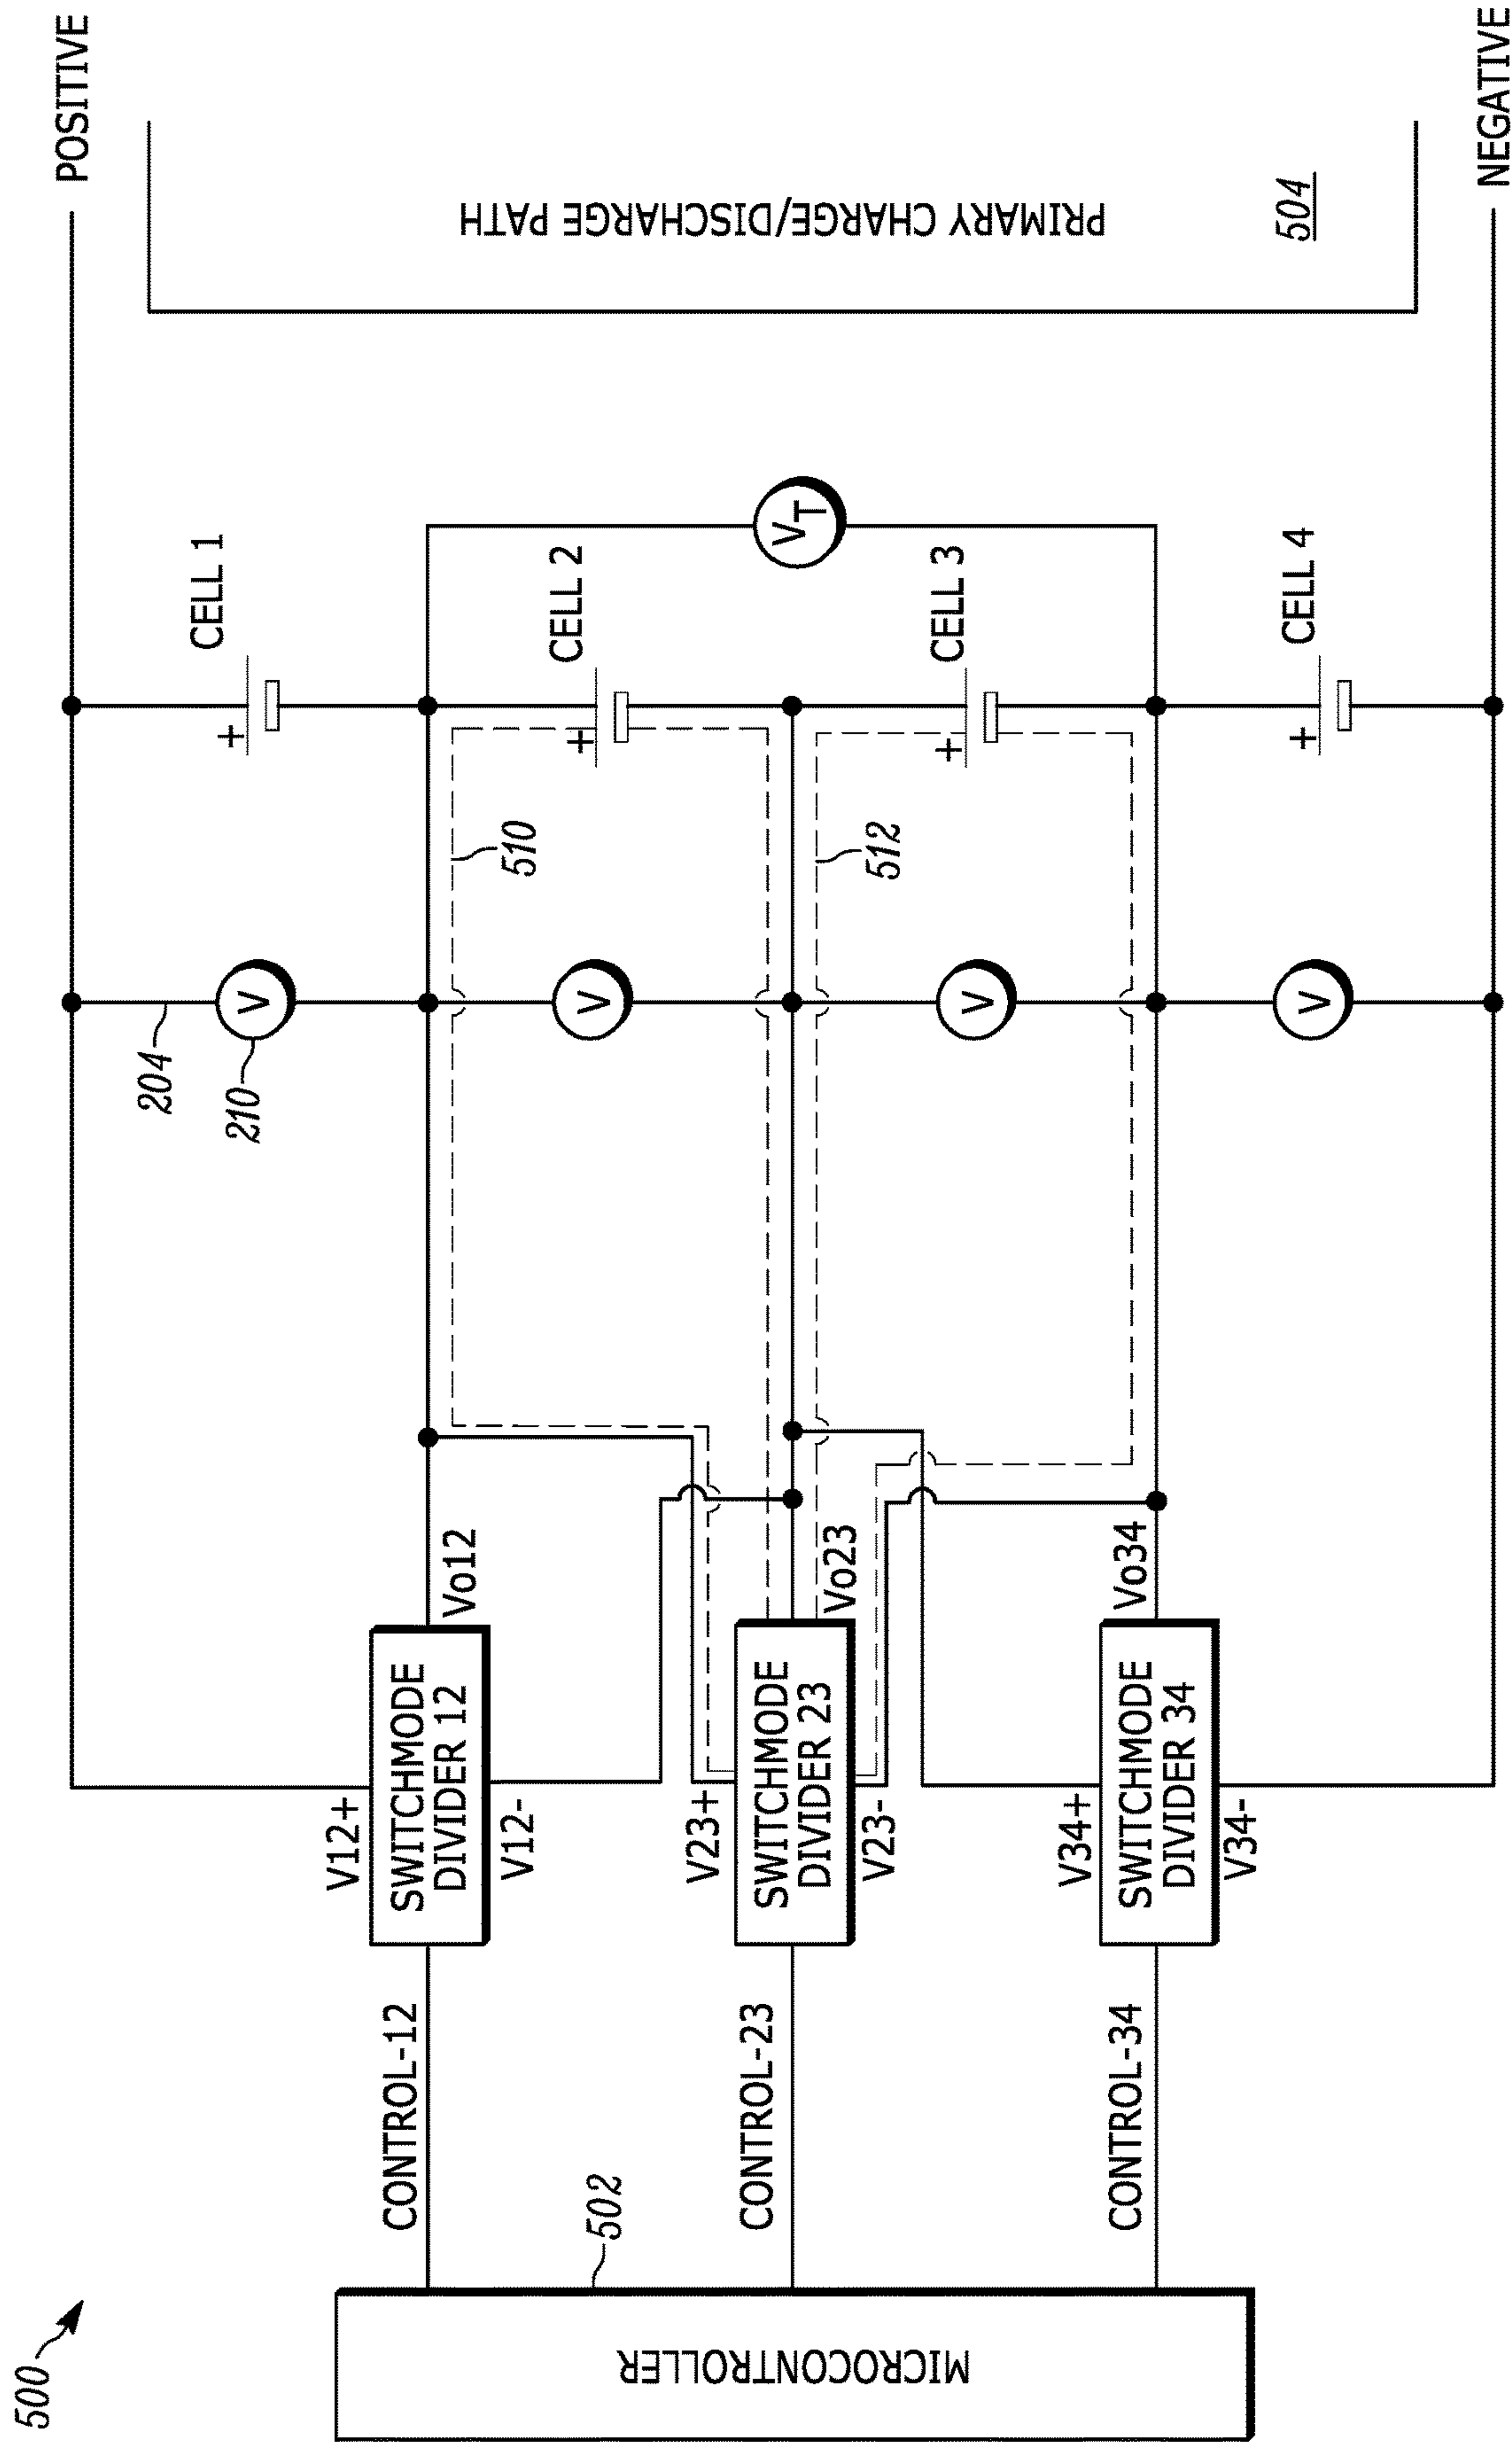 500
MICROCONTROLLER
502
CONTROL-12
CONTROL-23
CONTROL-34
V12+
SWITCHMODE
DIVIDER 12
V12-
Vo12
V23+
SWITCHMODE
DIVIDER 23
V23-
Vo23
V34+
SWITCHMODE
DIVIDER 34
V34-
Vo34
204
210
V
V
V
V
510
512
CELL 1
+
CELL 2
+
CELL 3
+
CELL 4
+
VT
POSITIVE
PRIMARY CHARGE/DISCHARGE PATH
504
NEGATIVE